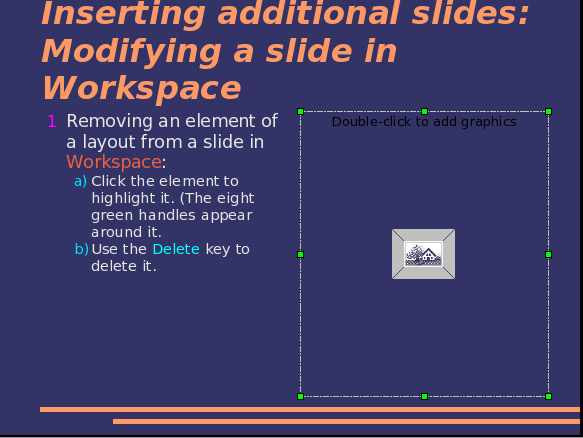 Inserting additional slides:
Modifying a slide in
Workspace
1 Removing an element of
a layout from a slide in
Workspace:
a) Click the element to
highlight it. (The eight
green handles appear
around it.
b) Use the Delete key to
delete it.
Double-click to add graphics